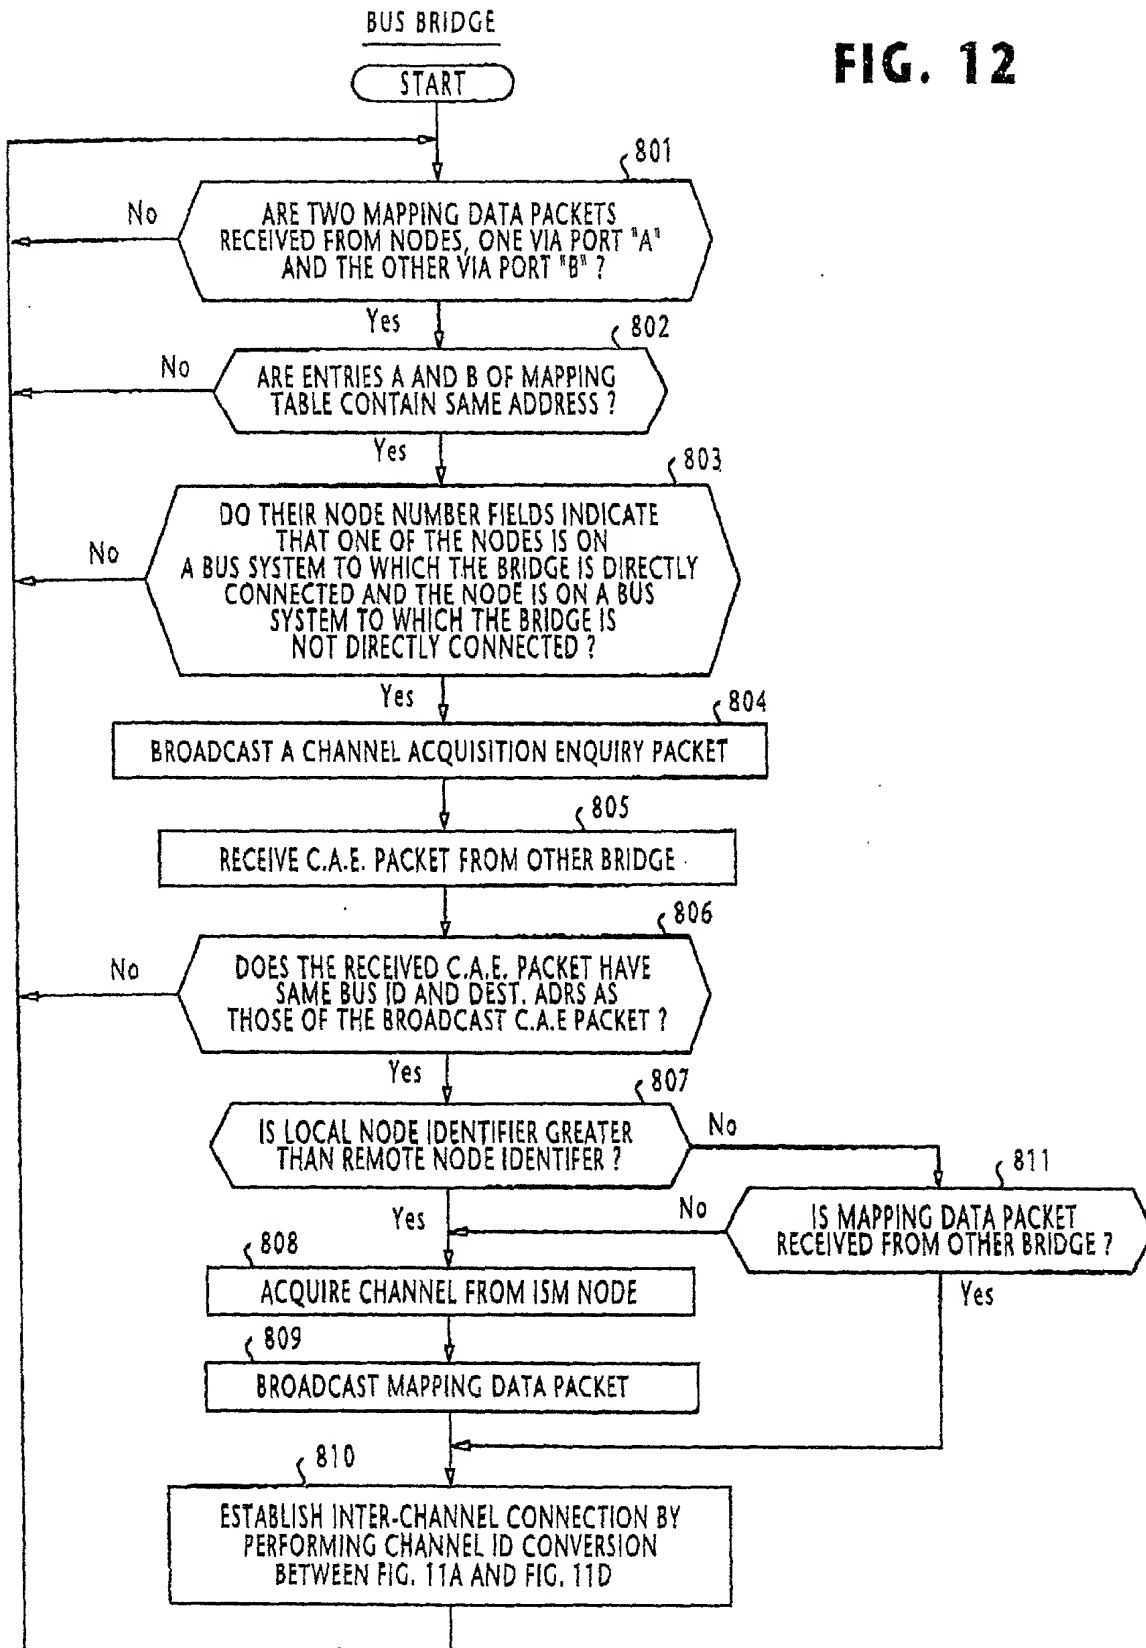 BUS BRIDGE
FIG. 12
START
801
No
ARE TWO MAPPING DATA PACKETS
RECEIVED FROM NODES, ONE VIA PORT "A"
AND THE OTHER VIA PORT "B" ?
Yes
802
No
ARE ENTRIES A AND B OF MAPPING
TABLE CONTAIN SAME ADDRESS ?
Yes
803
No
DO THEIR NODE NUMBER FIELDS INDICATE
THAT ONE OF THE NODES IS ON
A BUS SYSTEM TO WHICH THE BRIDGE IS DIRECTLY
CONNECTED AND THE NODE IS ON A BUS
SYSTEM TO WHICH THE BRIDGE IS
NOT DIRECTLY CONNECTED ?
Yes
804
BROADCAST A CHANNEL ACQUISITION ENQUIRY PACKET
805
RECEIVE C.A.E. PACKET FROM OTHER BRIDGE
806
No
DOES THE RECEIVED C.A.E. PACKET HAVE
SAME BUS ID AND DEST. ADRS AS
THOSE OF THE BROADCAST C.A.E PACKET ?
Yes
807
IS LOCAL NODE IDENTIFIER GREATER
THAN REMOTE NODE IDENTIFER ?
No
811
Yes
No
IS MAPPING DATA PACKET
RECEIVED FROM OTHER BRIDGE ?
Yes
808
ACQUIRE CHANNEL FROM ISM NODE
809
BROADCAST MAPPING DATA PACKET
810
ESTABLISH INTER-CHANNEL CONNECTION BY
PERFORMING CHANNEL ID CONVERSION
BETWEEN FIG. 11A AND FIG. 11D